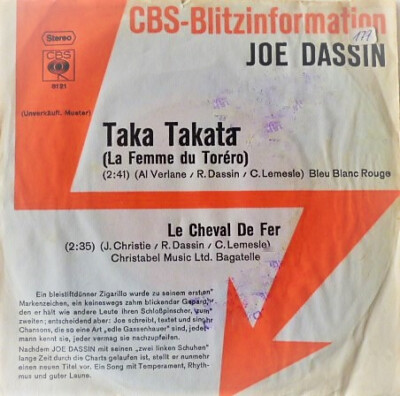 CBS-Blitzinformation
177
Stereo
JOE DASSIN
CBS
8121
(Unverkäufl. Muster)
Taka Takata
(La Femme du Toréro)
(2:41) (Al Verlane / R. Dassin / C. Lemesle) Bleu Blanc Rouge
Le Cheval De Fer
(2:35) (J. Christie / R. Dassin / C. Lemesle)
Christabel Music Ltd. Bagatelle
Ein bleistiftdünner Zigarillo wurde zu seinem ersten
Markenzeichen, ein keineswegs zahm blickendar Gepard,
den er hält wie andere Leute ihren Schoßpinscher, zum
zweiten; entscheidend aber: Joe schreibt, textet und singt
Chansons, die so eine Art „edle Gassenhauer" sind, jeder-
mann kennt sie, jeder vermag sie nachzupfeifen.
Nachdem JOE DASSIN mit seinen „zwei linken Schuhen"
lange Zeit durch die Charts gelaufen ist, stellt er nunmehr
einen neuen Titel vor. Ein Song mit Temperament, Rhyth-
mus und guter Laune.